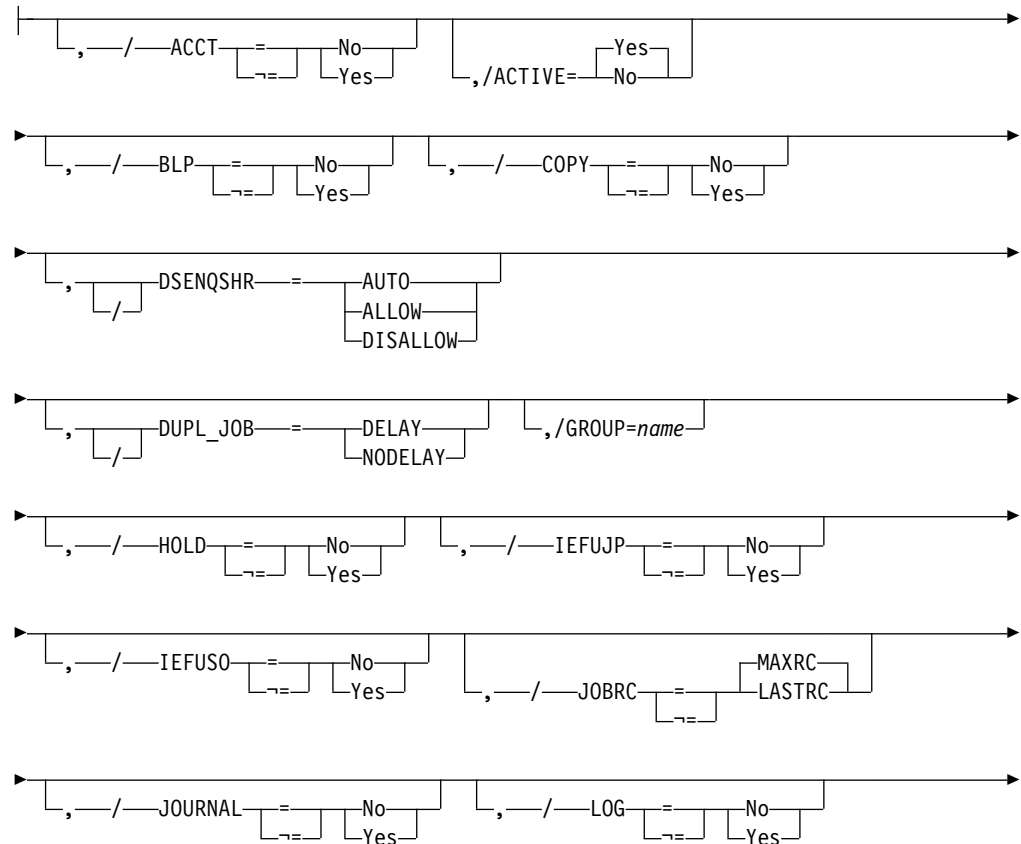 , / ACCT = No Yes
¬= Yes No
,/ACTIVE=
, / BLP = No , / COPY = No
¬= Yes ¬= Yes
, DSENQSHR = AUTO
/ ALLOW
DISALLOW
, DUPL_JOB = DELAY ,/GROUP=name
/ NODELAY
, / HOLD = No , / IEFUJP = No
¬= Yes ¬= Yes
, / IEFUSO = No MAXRC
¬= Yes , / JOBRC = LASTRC
¬=
, / JOURNAL = No , / LOG = No
¬= Yes ¬= Yes